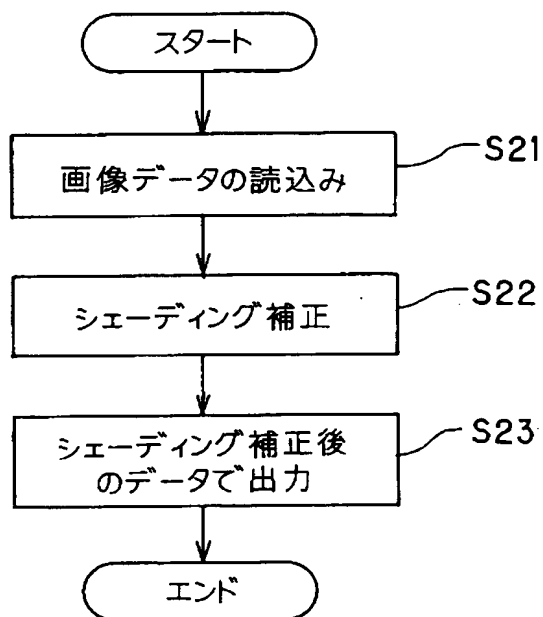 スタート
画像データの読込み
S21
シェーディング補正
S22
シェーディング補正後
のデータで出力
S23
エンド